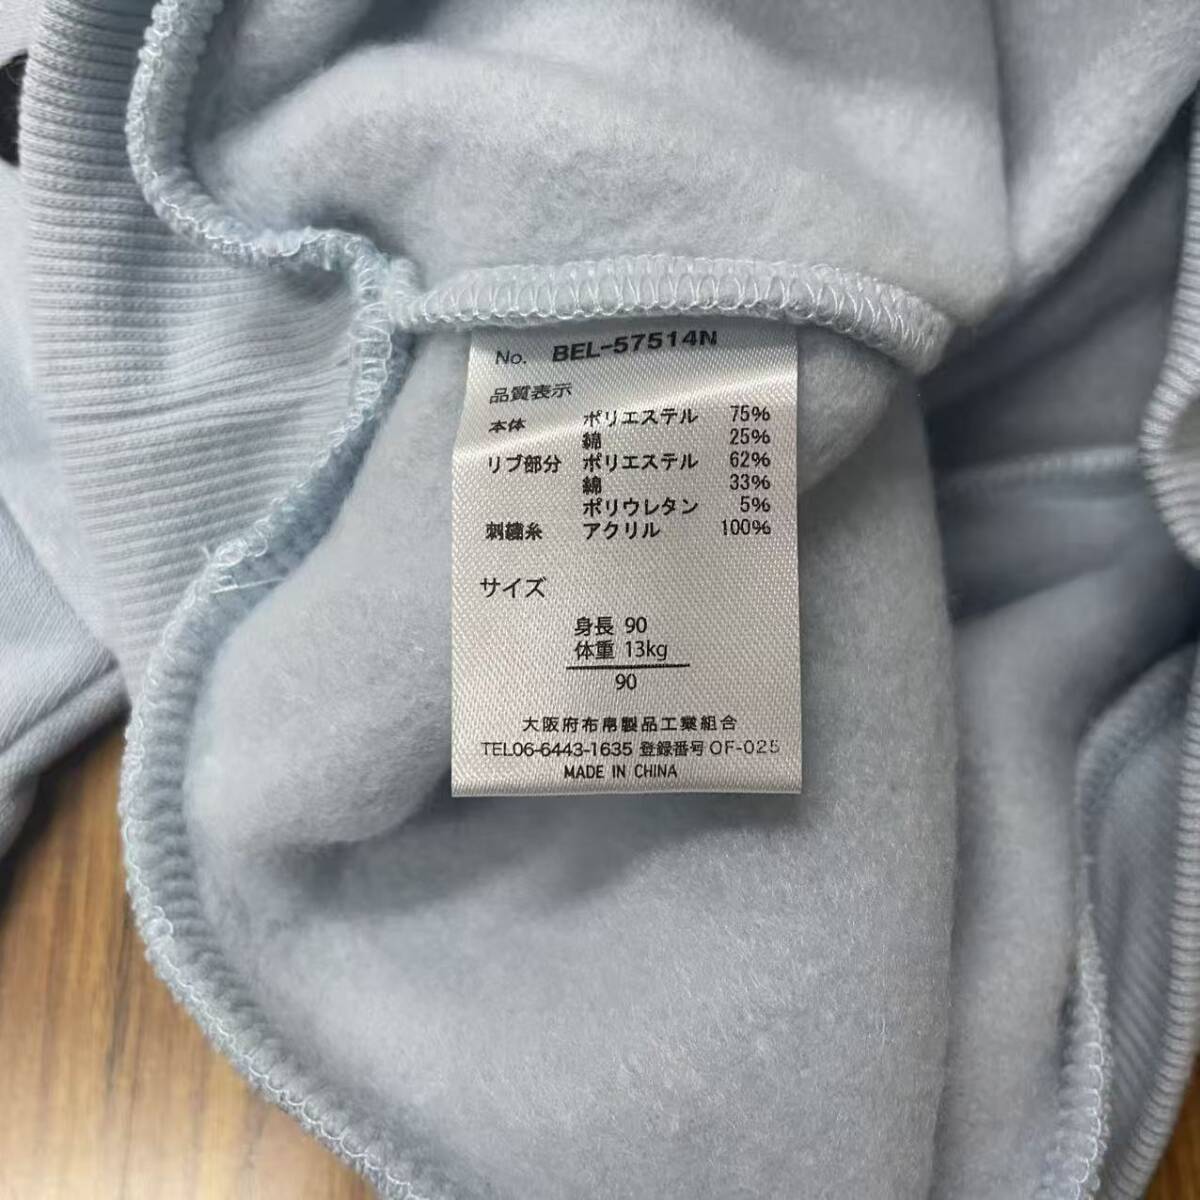 No. BEL-57514N
品質表示
本体 ポリエステル 75%
綿 25%
リブ部分 ポリエステル 62%
綿 33%
ポリウレタン 5%
刺繍糸 アクリル 100%
サイズ
身長 90
体重 13kg
90
大阪府布帛製品工業組合
TEL06-6443-1635 登録番号 OF-025
MADE IN CHINA